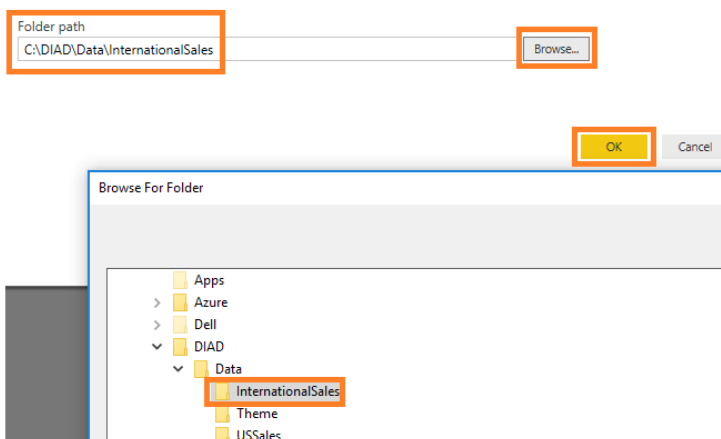 Folder path
C:\DIAD\Data\InternationalSales
Browse...
OK
Cancel
Browse For Folder
Apps
Azure
Dell
DIAD
Data
InternationalSales
Theme
USSales